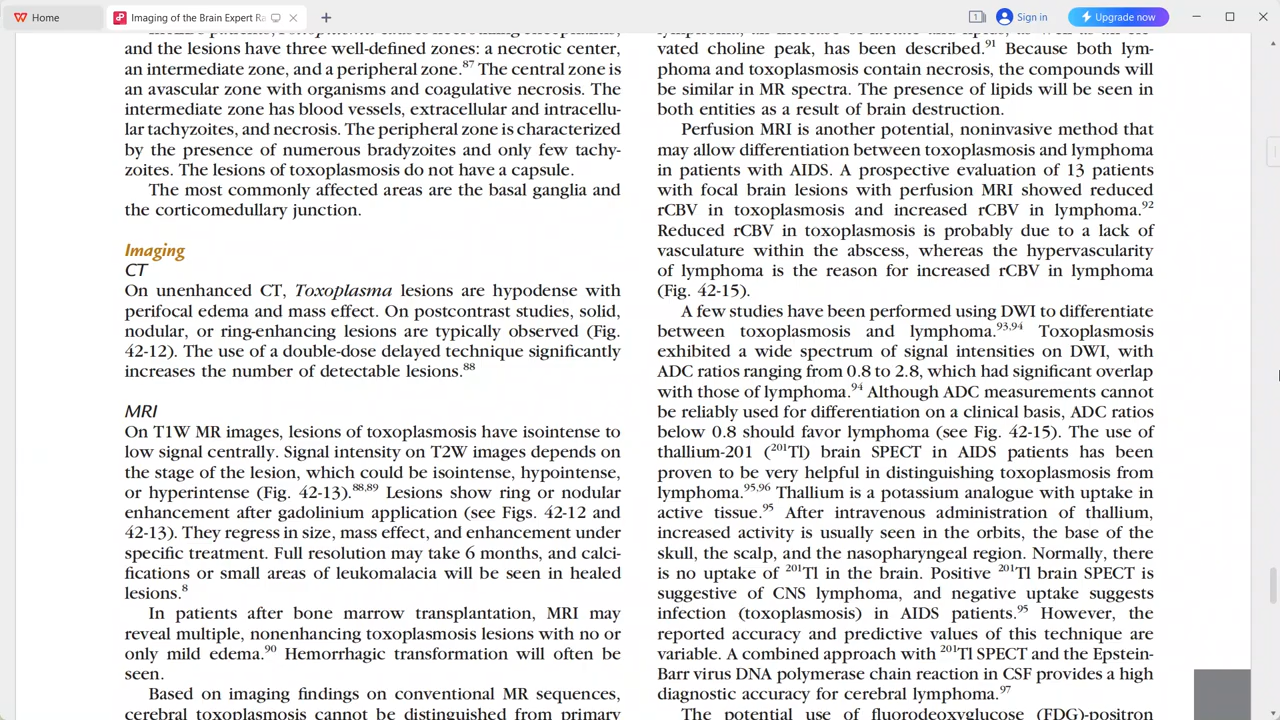 Home
Imaging of the Brain Expert Ra
Sign in
Upgrade now
and the lesions have three well-defined zones: a necrotic center,
an intermediate zone, and a peripheral zone.87 The central zone is
an avascular zone with organisms and coagulative necrosis. The
intermediate zone has blood vessels, extracellular and intracellu-
lar tachyzoites, and necrosis. The peripheral zone is characterized
by the presence of numerous bradyzoites and only few tachy-
zoites. The lesions of toxoplasmosis do not have a capsule.
The most commonly affected areas are the basal ganglia and
the corticomedullary junction.
Imaging
CT
On unenhanced CT, Toxoplasma lesions are hypodense with
perifocal edema and mass effect. On postcontrast studies, solid,
nodular, or ring-enhancing lesions are typically observed (Fig.
42-12). The use of a double-dose delayed technique significantly
increases the number of detectable lesions.88
MRI
On T1W MR images, lesions of toxoplasmosis have isointense to
low signal centrally. Signal intensity on T2W images depends on
the stage of the lesion, which could be isointense, hypointense,
or hyperintense (Fig. 42-13).88,89 Lesions show ring or nodular
enhancement after gadolinium application (see Figs. 42-12 and
42-13). They regress in size, mass effect, and enhancement under
specific treatment. Full resolution may take 6 months, and calci-
fications or small areas of leukomalacia will be seen in healed
lesions.8
In patients after bone marrow transplantation, MRI may
reveal multiple, nonenhancing toxoplasmosis lesions with no or
only mild edema.90 Hemorrhagic transformation will often be
seen.
Based on imaging findings on conventional MR sequences,
cerebral toxoplasmosis cannot be distinguished from primary
vated choline peak, has been described.91 Because both lym-
phoma and toxoplasmosis contain necrosis, the compounds will
be similar in MR spectra. The presence of lipids will be seen in
both entities as a result of brain destruction.
Perfusion MRI is another potential, noninvasive method that
may allow differentiation between toxoplasmosis and lymphoma
in patients with AIDS. A prospective evaluation of 13 patients
with focal brain lesions with perfusion MRI showed reduced
rCBV in toxoplasmosis and increased rCBV in lymphoma.92
Reduced rCBV in toxoplasmosis is probably due to a lack of
vasculature within the abscess, whereas the hypervascularity
of lymphoma is the reason for increased rCBV in lymphoma
(Fig. 42-15).
A few studies have been performed using DWI to differentiate
between toxoplasmosis and lymphoma.93,94 Toxoplasmosis
exhibited a wide spectrum of signal intensities on DWI, with
ADC ratios ranging from 0.8 to 2.8, which had significant overlap
with those of lymphoma.94 Although ADC measurements cannot
be reliably used for differentiation on a clinical basis, ADC ratios
below 0.8 should favor lymphoma (see Fig. 42-15). The use of
thallium-201 (201Tl) brain SPECT in AIDS patients has been
proven to be very helpful in distinguishing toxoplasmosis from
lymphoma.95,96 Thallium is a potassium analogue with uptake in
active tissue.95 After intravenous administration of thallium,
increased activity is usually seen in the orbits, the base of the
skull, the scalp, and the nasopharyngeal region. Normally, there
is no uptake of 201Tl in the brain. Positive 201Tl brain SPECT is
suggestive of CNS lymphoma, and negative uptake suggests
infection (toxoplasmosis) in AIDS patients.95 However, the
reported accuracy and predictive values of this technique are
variable. A combined approach with 201Tl SPECT and the Epstein-
Barr virus DNA polymerase chain reaction in CSF provides a high
diagnostic accuracy for cerebral lymphoma.97
The potential use of fluorodeoxyglucose (FDG)-positron